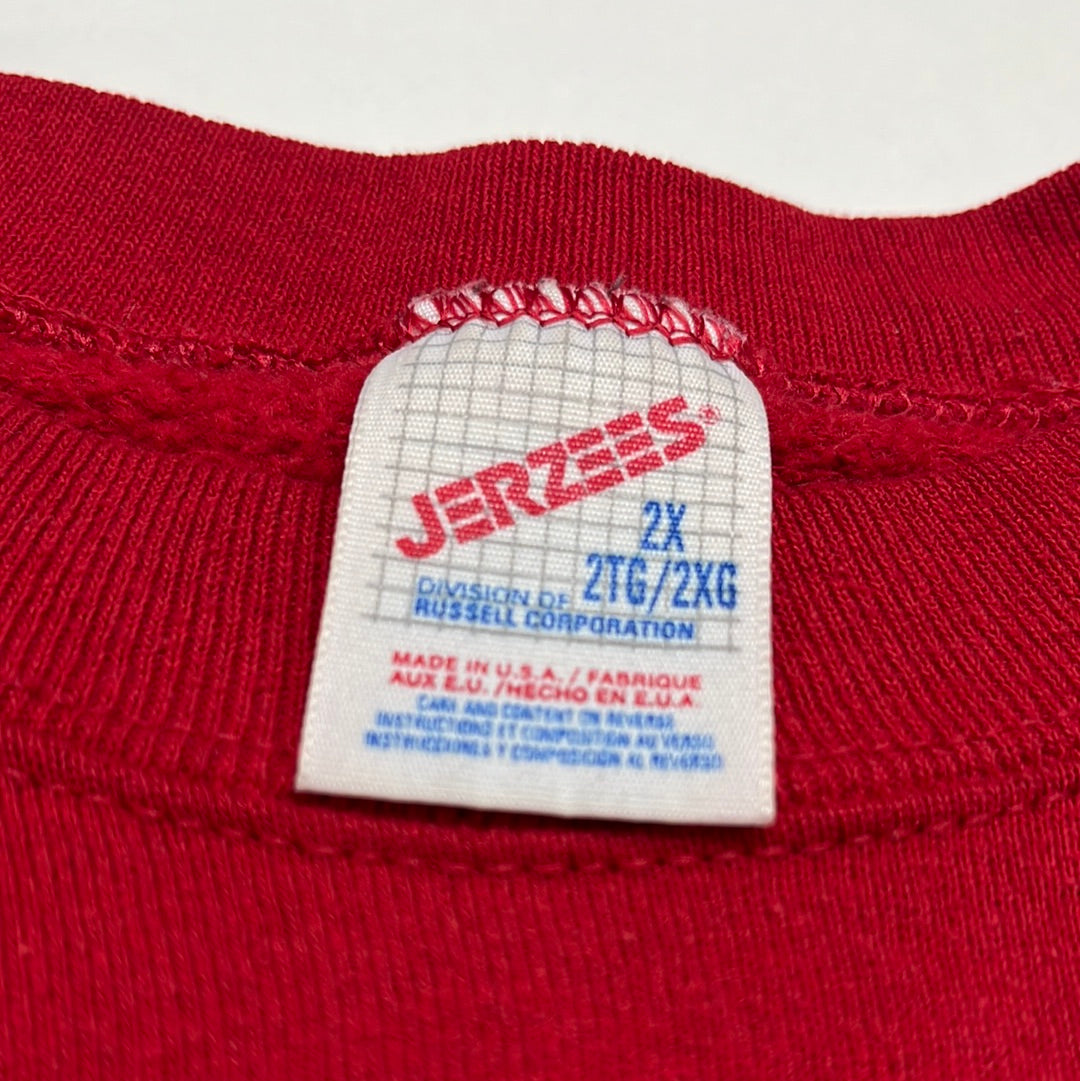 JERZEES
2X
2TG/2XG
DIVISION OF
RUSSELL CORPORATION
MADE IN U.S.A. / FABRIQUE
AUX E.U. / HECHO EN E.U.A
CARE AND CONTENT ON REVERSE
INSTRUCTIONS ET COMPOSITION AU VERSO
INSTRUCCIONES Y COMPOSICION AL REVERSO